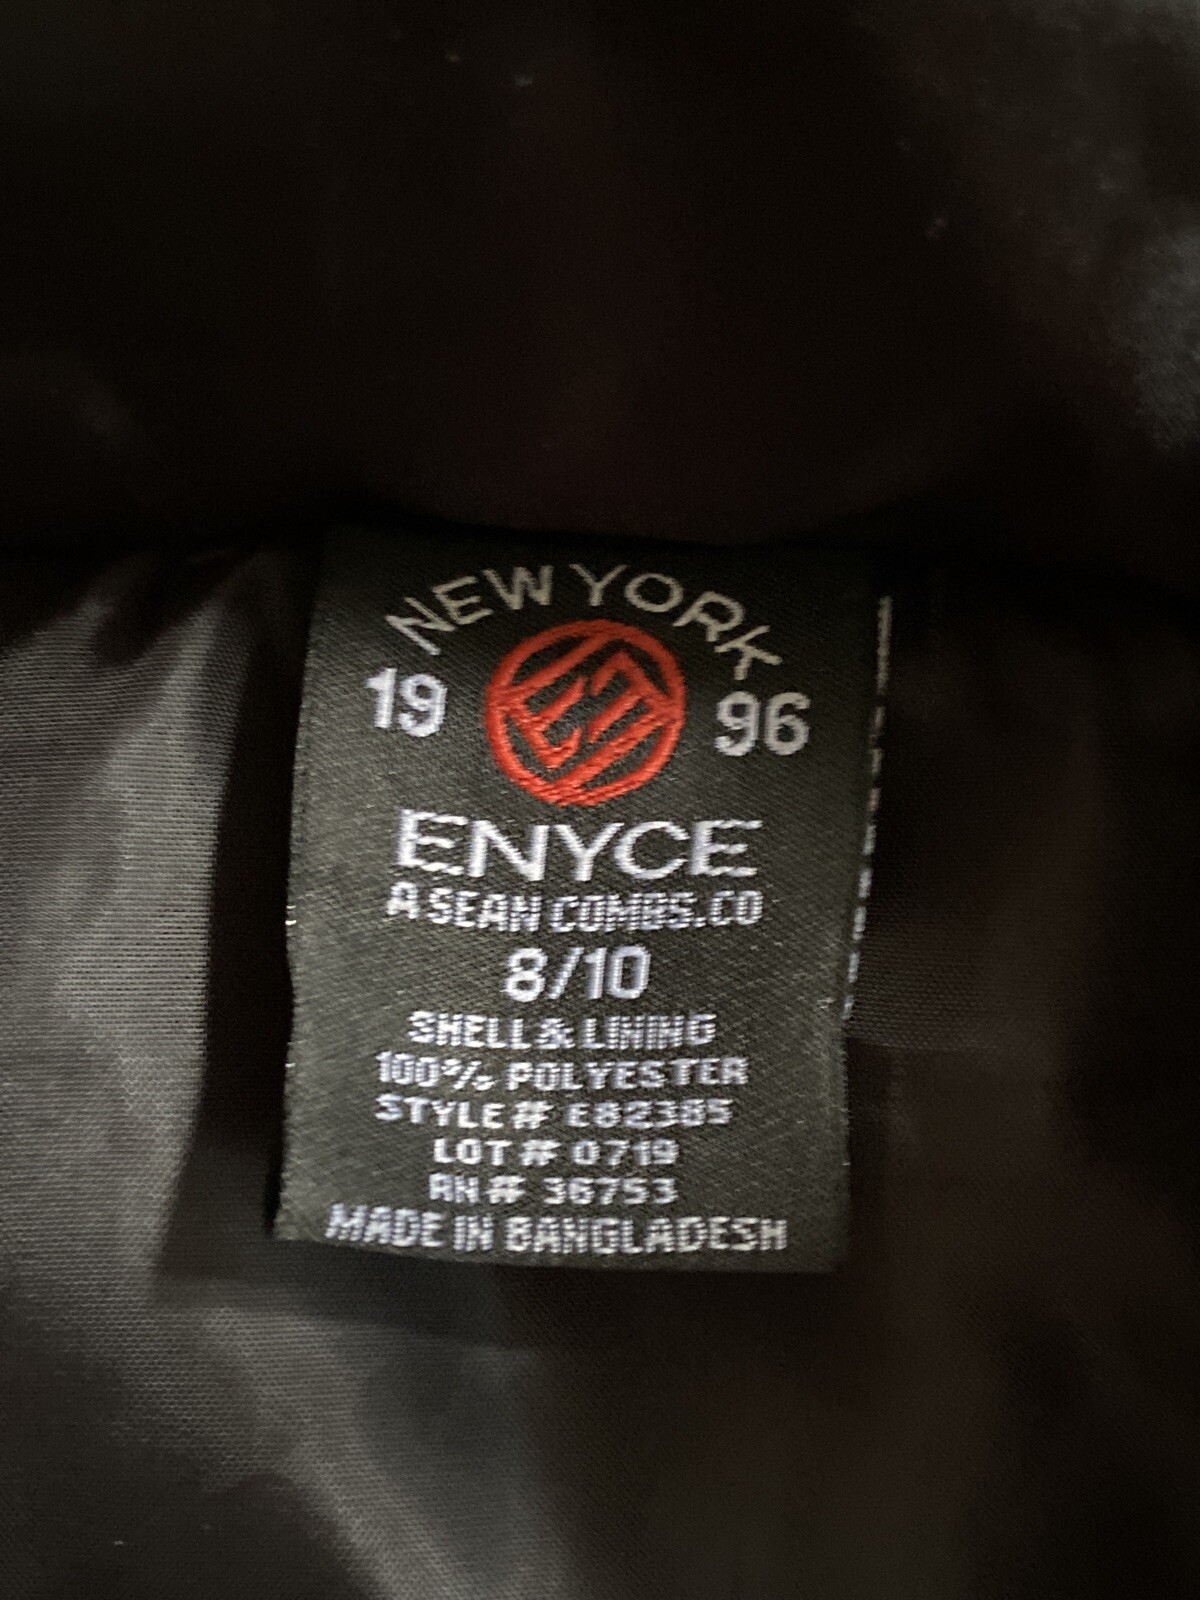 NEW YORK
19 96
ENYCE
A SEAN COMBS.CO
8/10
SHELL & LINING
100% POLYESTER
STYLE # E82385
LOT # 0719
RN # 36753
MADE IN BANGLADESH